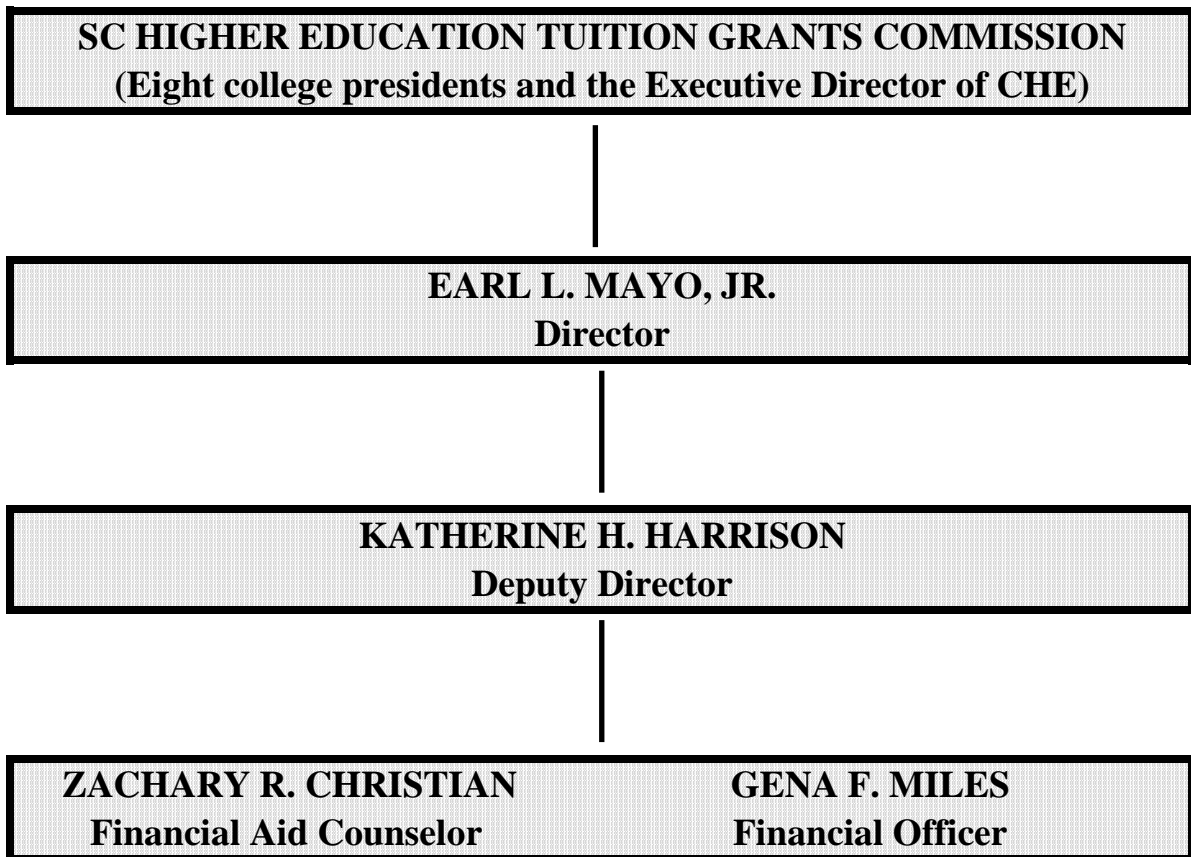 SC HIGHER EDUCATION TUITION GRANTS COMMISSION
(Eight college presidents and the Executive Director of CHE)
EARL L. MAYO, JR.
Director
KATHERINE H. HARRISON
Deputy Director
ZACHARY R. CHRISTIAN GENA F. MILES
Financial Aid Counselor Financial Officer